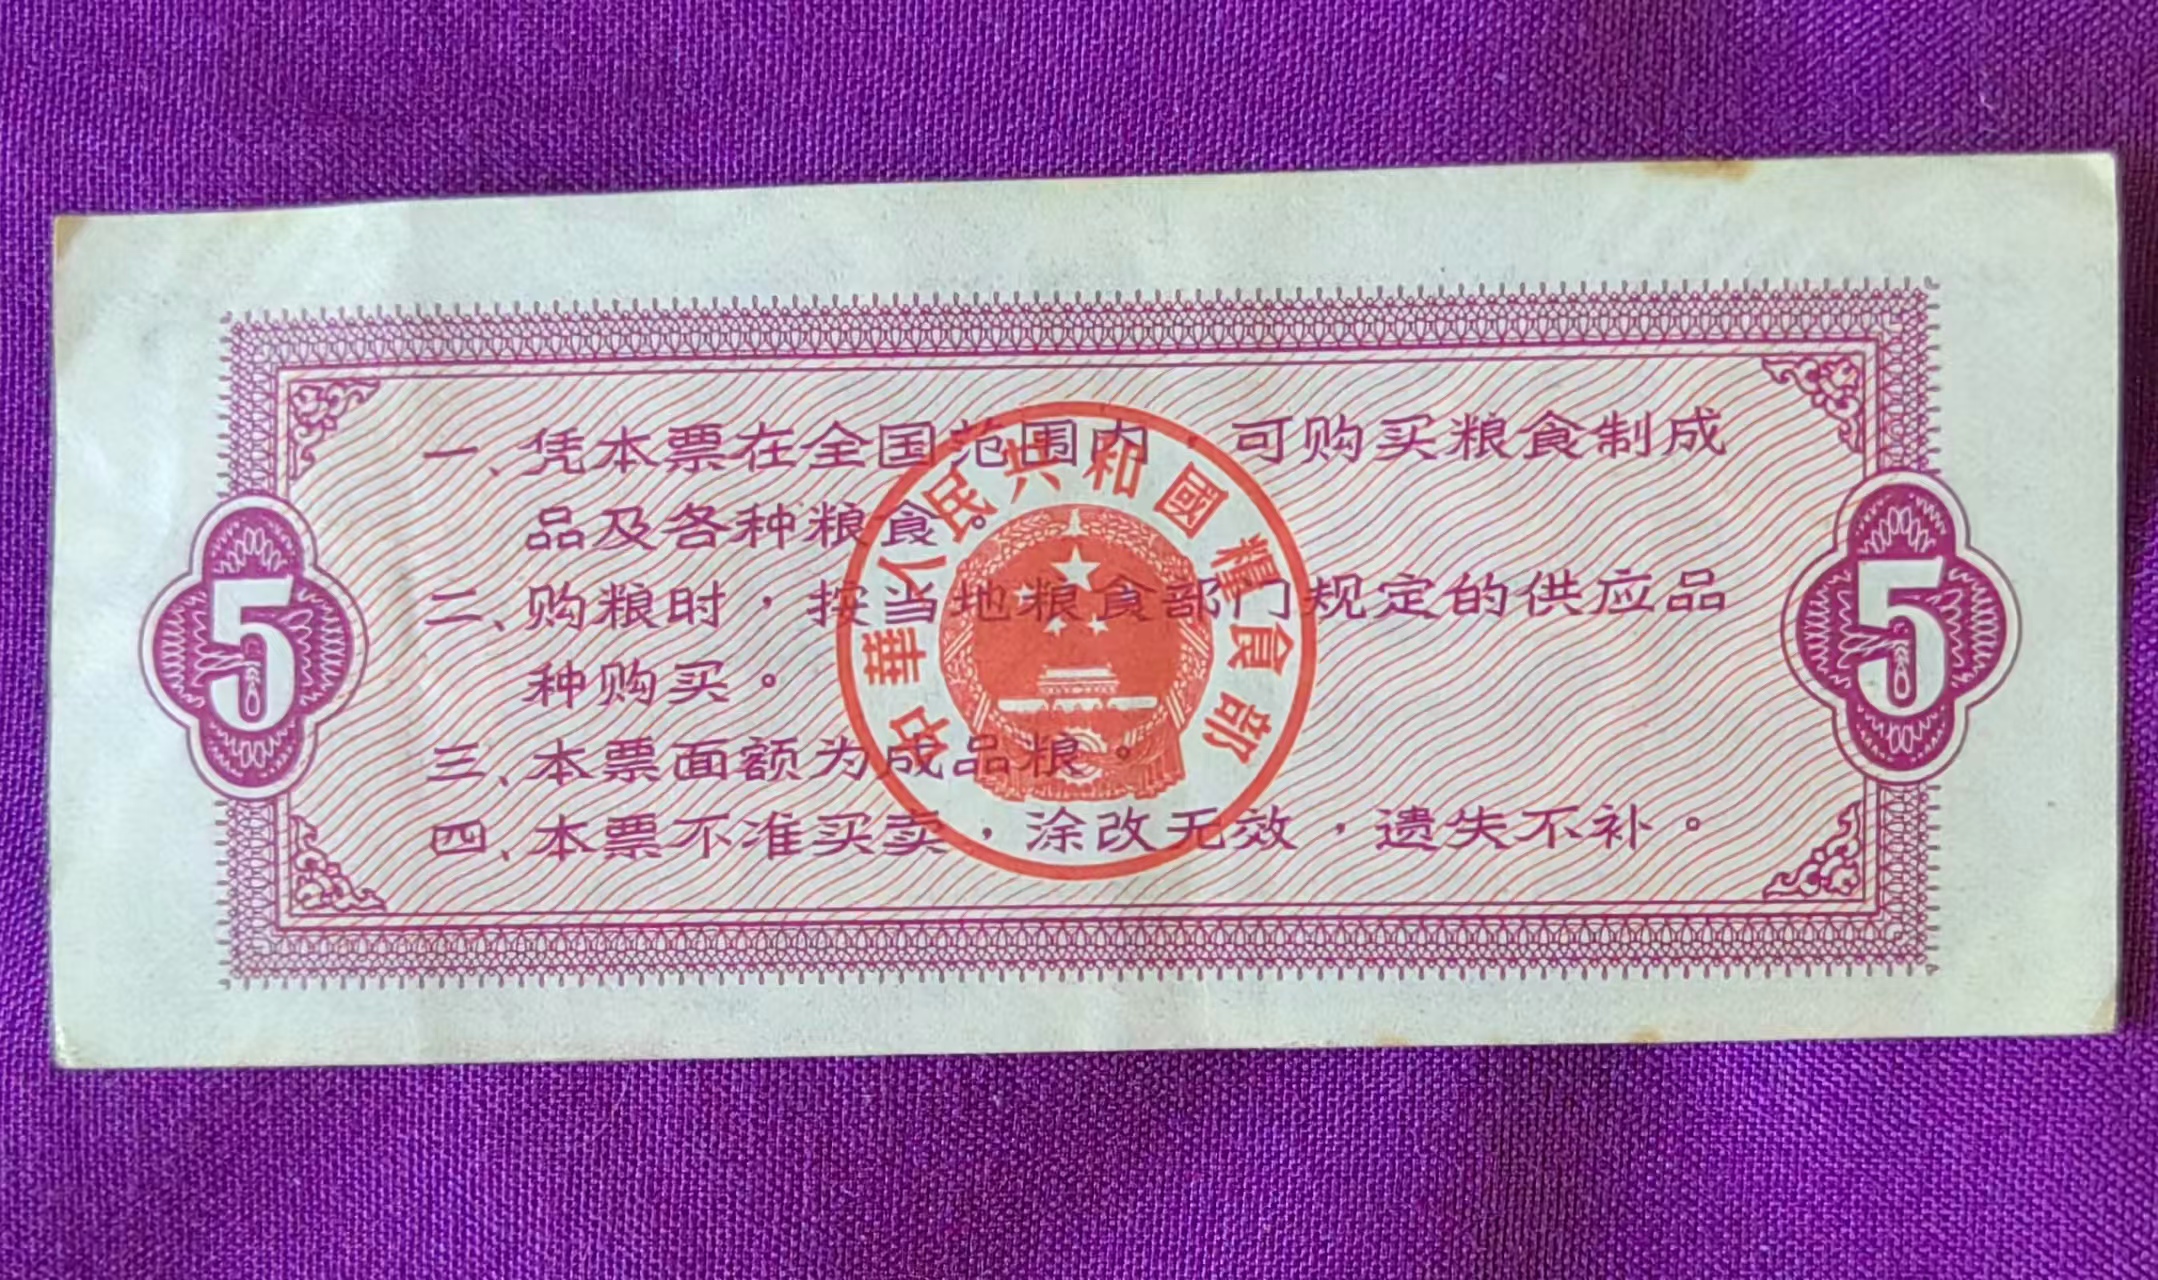 一、凭本票在全国范围内，可购买粮食制成
品及各种粮食。
二、购粮时，按当地粮食部门规定的供应品
种购买。
三、本票面额为成品粮。
四、本票不准买卖，涂改无效，遗失不补。
中華人民共和國糧食部
5
5